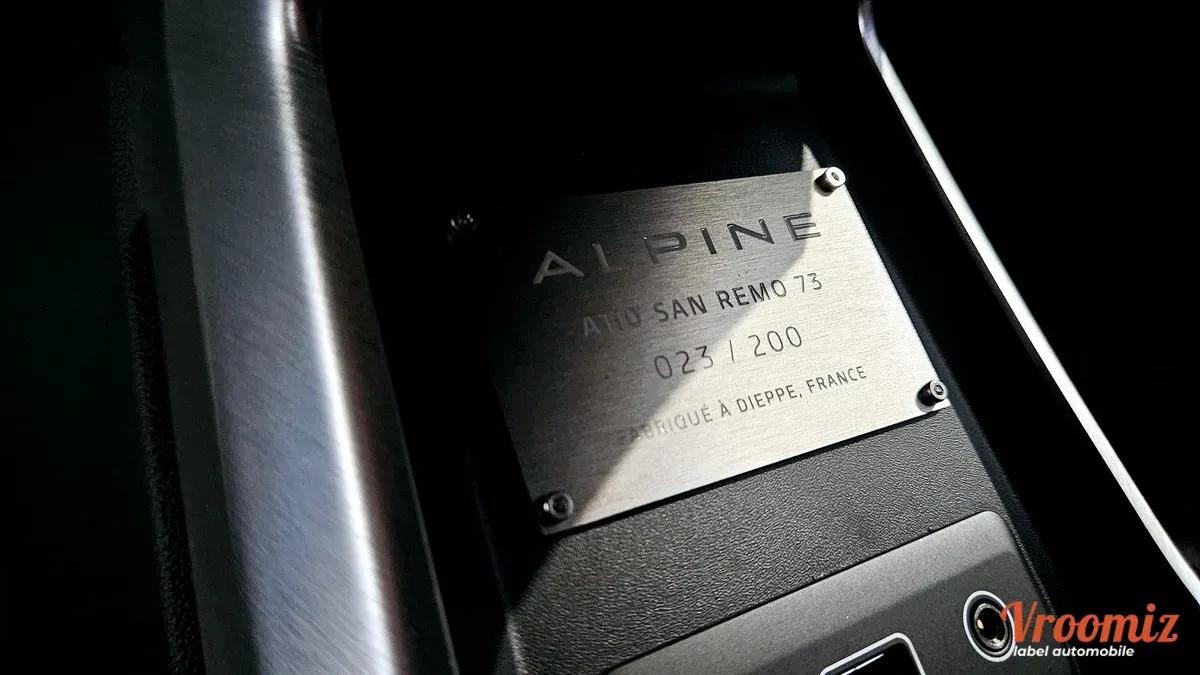 ALPINE
A110 SAN REMO 73
023 / 200
FABRIQUÉ À DIEPPE, FRANCE
Vroomiz
label automobile